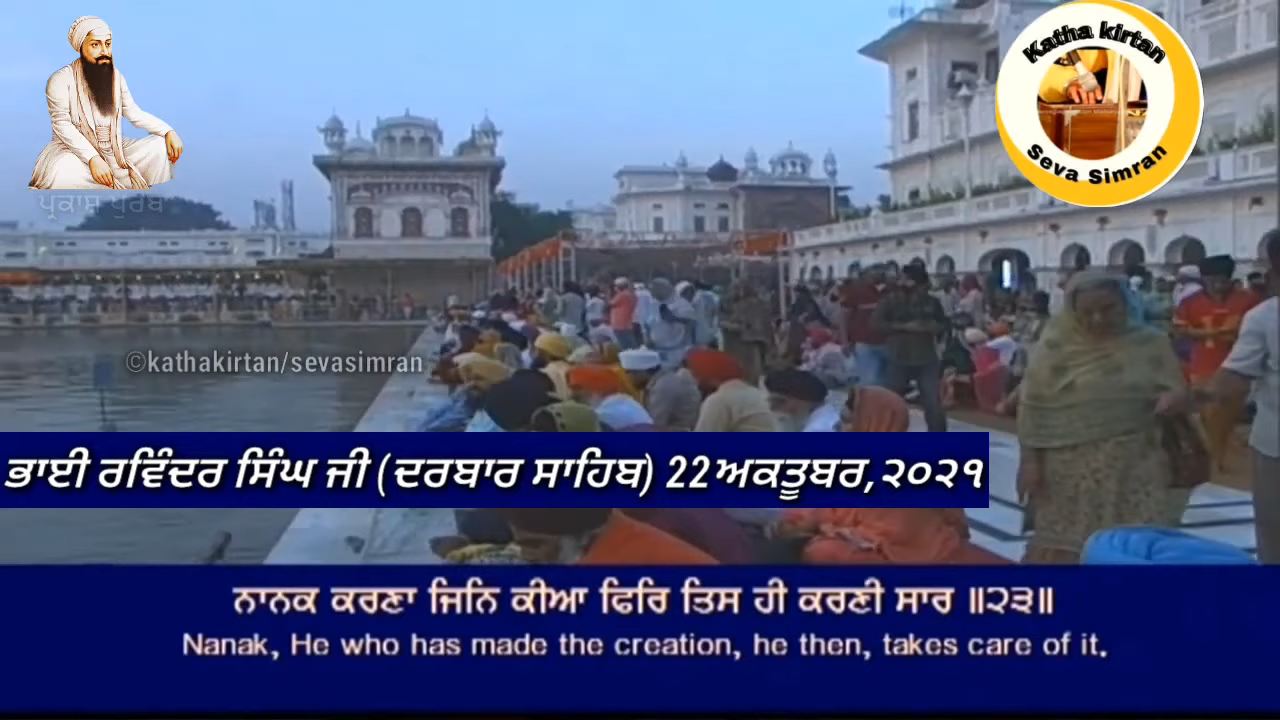 Katha kirtan
Seva Simran
ਪ੍ਰਕਾਸ਼ ਪੁਰਬ
©kathakirtan/sevasimran
ਭਾਈ ਰਵਿੰਦਰ ਸਿੰਘ ਜੀ (ਦਰਬਾਰ ਸਾਹਿਬ) 22ਅਕਤੂਬਰ,੨੦੨੧
ਨਾਨਕ ਕਰਣਾ ਜਿਨਿ ਕੀਆ ਫਿਰਿ ਤਿਸ ਹੀ ਕਰਣੀ ਸਾਰ ॥੨੩॥
Nanak, He who has made the creation, he then, takes care of it.